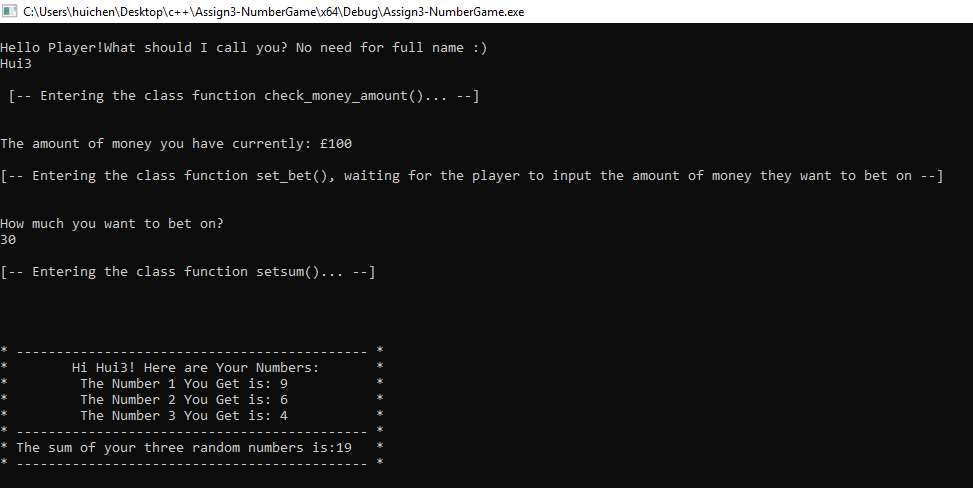 C:\Users\huichen\Desktop\c++\Assign3-NumberGame\x64\Debug\Assign3-NumberGame.exe
Hello Player!What should I call you? No need for full name :)
Hui3
[-- Entering the class function check_money_amount()... --]
The amount of money you have currently: £100
[-- Entering the class function set_bet(), waiting for the player to input the amount of money they want to bet on --]
How much you want to bet on?
30
[-- Entering the class function setsum()... --]
* -------------------------------------------- *
*        Hi Hui3! Here are Your Numbers:       *
*         The Number 1 You Get is: 9           *
*         The Number 2 You Get is: 6           *
*         The Number 3 You Get is: 4           *
* -------------------------------------------- *
* The sum of your three random numbers is:19   *
* -------------------------------------------- *